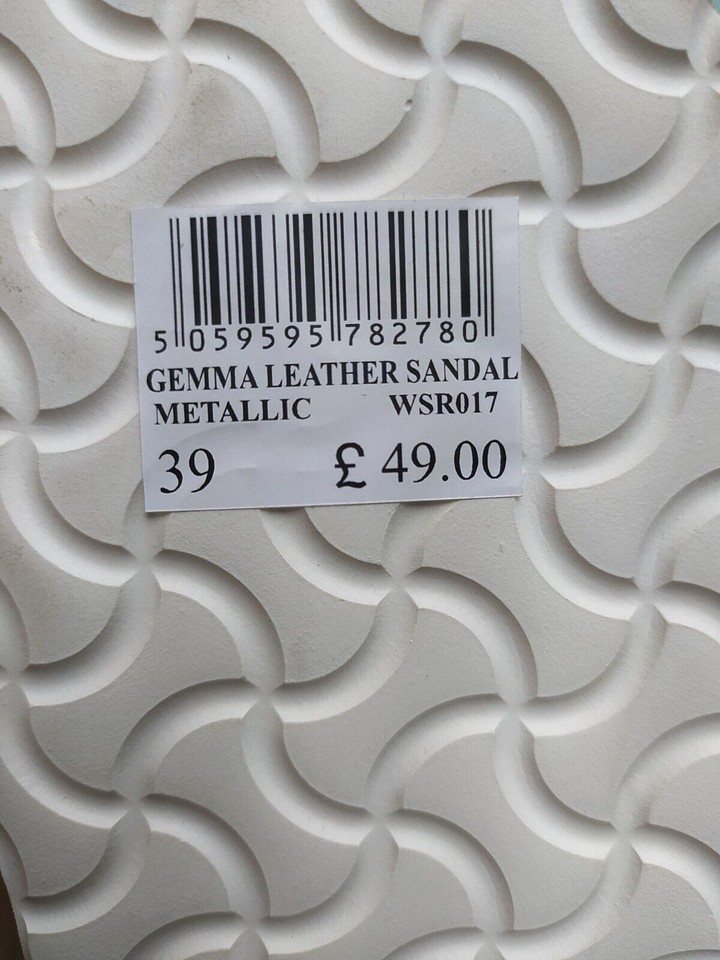 5 059595 782780
GEMMA LEATHER SANDAL
METALLIC WSR017
39 £ 49.00